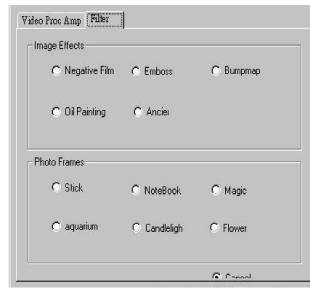 Video Proc Amp Filter
Image Effects
Negative Film Emboss Bumpmap
Oil Painting Ancier
Photo Frames
Stick NoteBook Magic
aquarium Candleligh Flower
Cancel